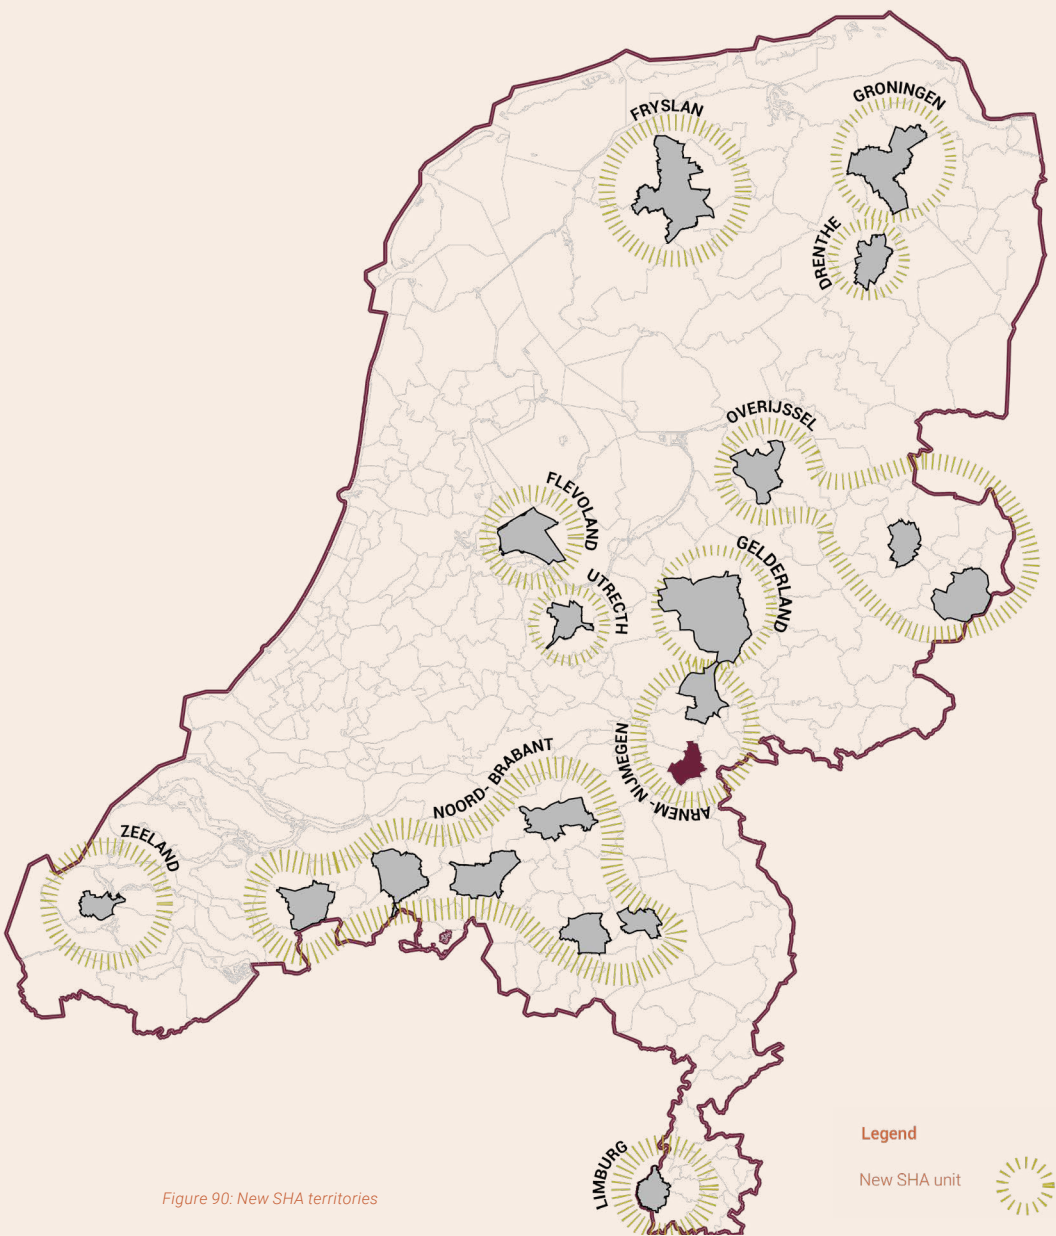 GRONINGEN
FRYSLAN
DRENTHE
OVERIJSSEL
FLEVOLAND
GELDERLAND
UTRECTH
ARNEM- NIJMEGEN
NOORD- BRABANT
ZEELAND
LIMBURG
Legend
New SHA unit
Figure 90: New SHA territories